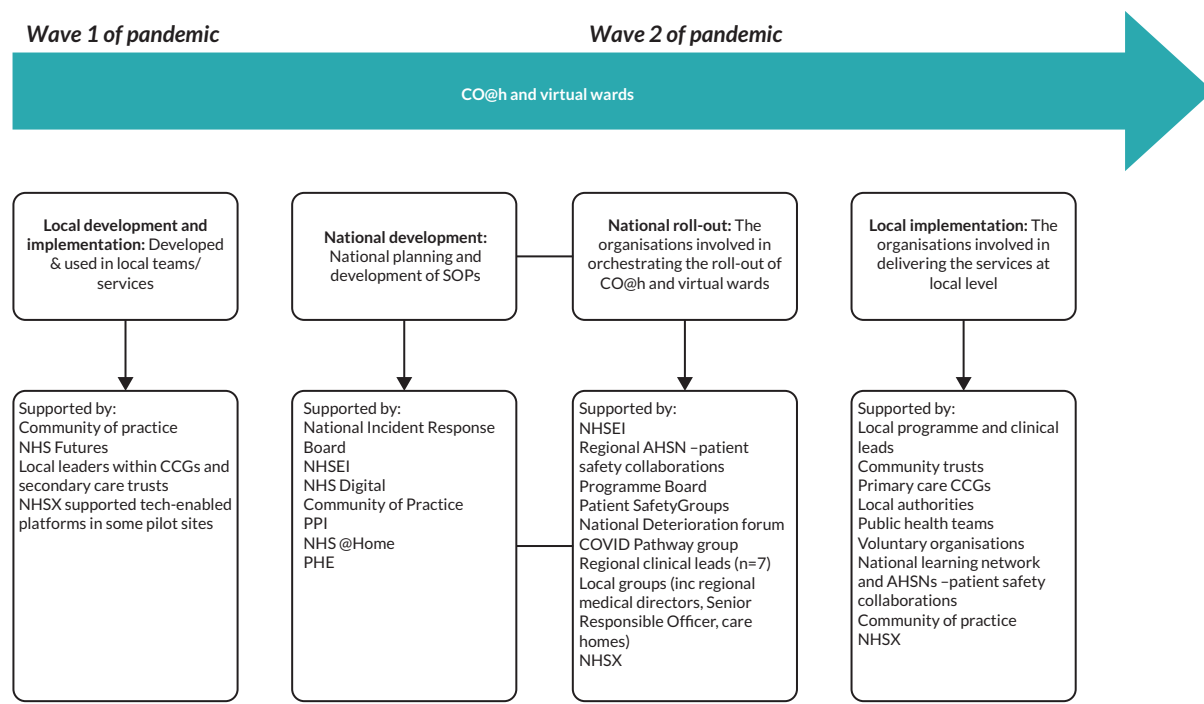 Wave 1 of pandemic
Wave 2 of pandemic
CO@h and virtual wards
Local development and
implementation: Developed
& used in local teams/
services
National development:
National planning and
development of SOPs
National roll-out: The
organisations involved in
orchestrating the roll-out of
CO@h and virtual wards
Local implementation: The
organisations involved in
delivering the services at
local level
Supported by:
Community of practice
NHS Futures
Local leaders within CCGs and
secondary care trusts
NHSX supported tech-enabled
platforms in some pilot sites
Supported by:
National Incident Response
Board
NHSEI
NHS Digital
Community of Practice
PPI
NHS @Home
PHE
Supported by:
NHSEI
Regional AHSN –patient
safety collaborations
Programme Board
Patient SafetyGroups
National Deterioration forum
COVID Pathway group
Regional clinical leads (n=7)
Local groups (inc regional
medical directors, Senior
Responsible Officer, care
homes)
NHSX
Supported by:
Local programme and clinical
leads
Community trusts
Primary care CCGs
Local authorities
Public health teams
Voluntary organisations
National learning network
and AHSNs –patient safety
collaborations
Community of practice
NHSX